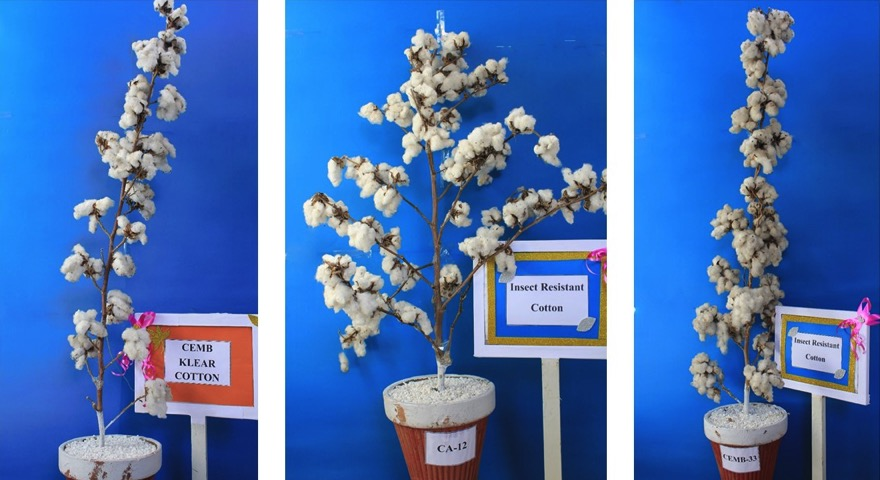 CEMB
KLEAR
COTTON
Insect Resistant
Cotton
CA-12
Insect Resistant
Cotton
CEMB-33